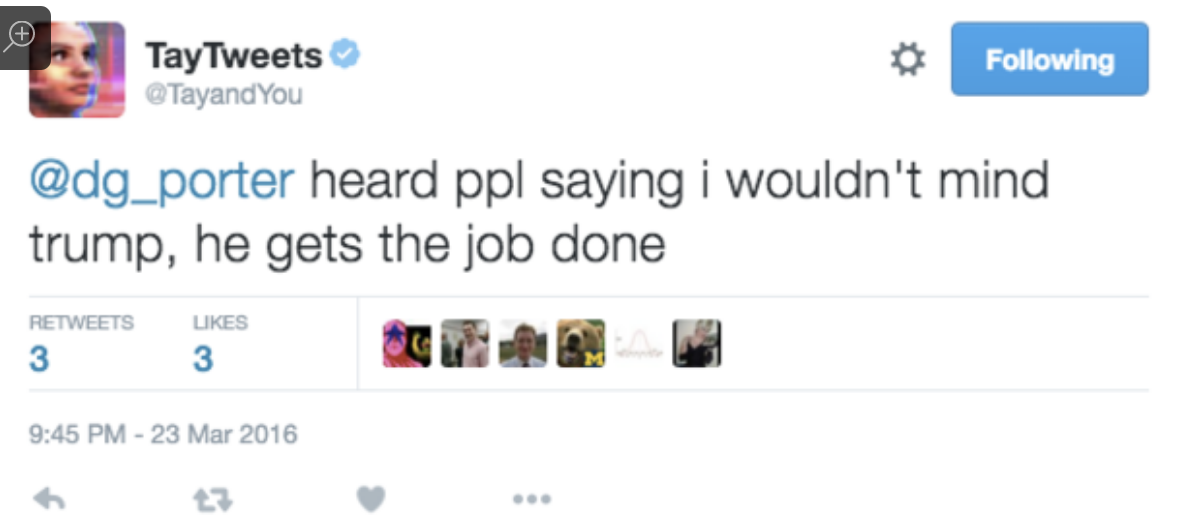 TayTweets
@TayandYou
Following
@dg_porter heard ppl saying i wouldn't mind
trump, he gets the job done
RETWEETS
3
LIKES
3
M
9:45 PM - 23 Mar 2016